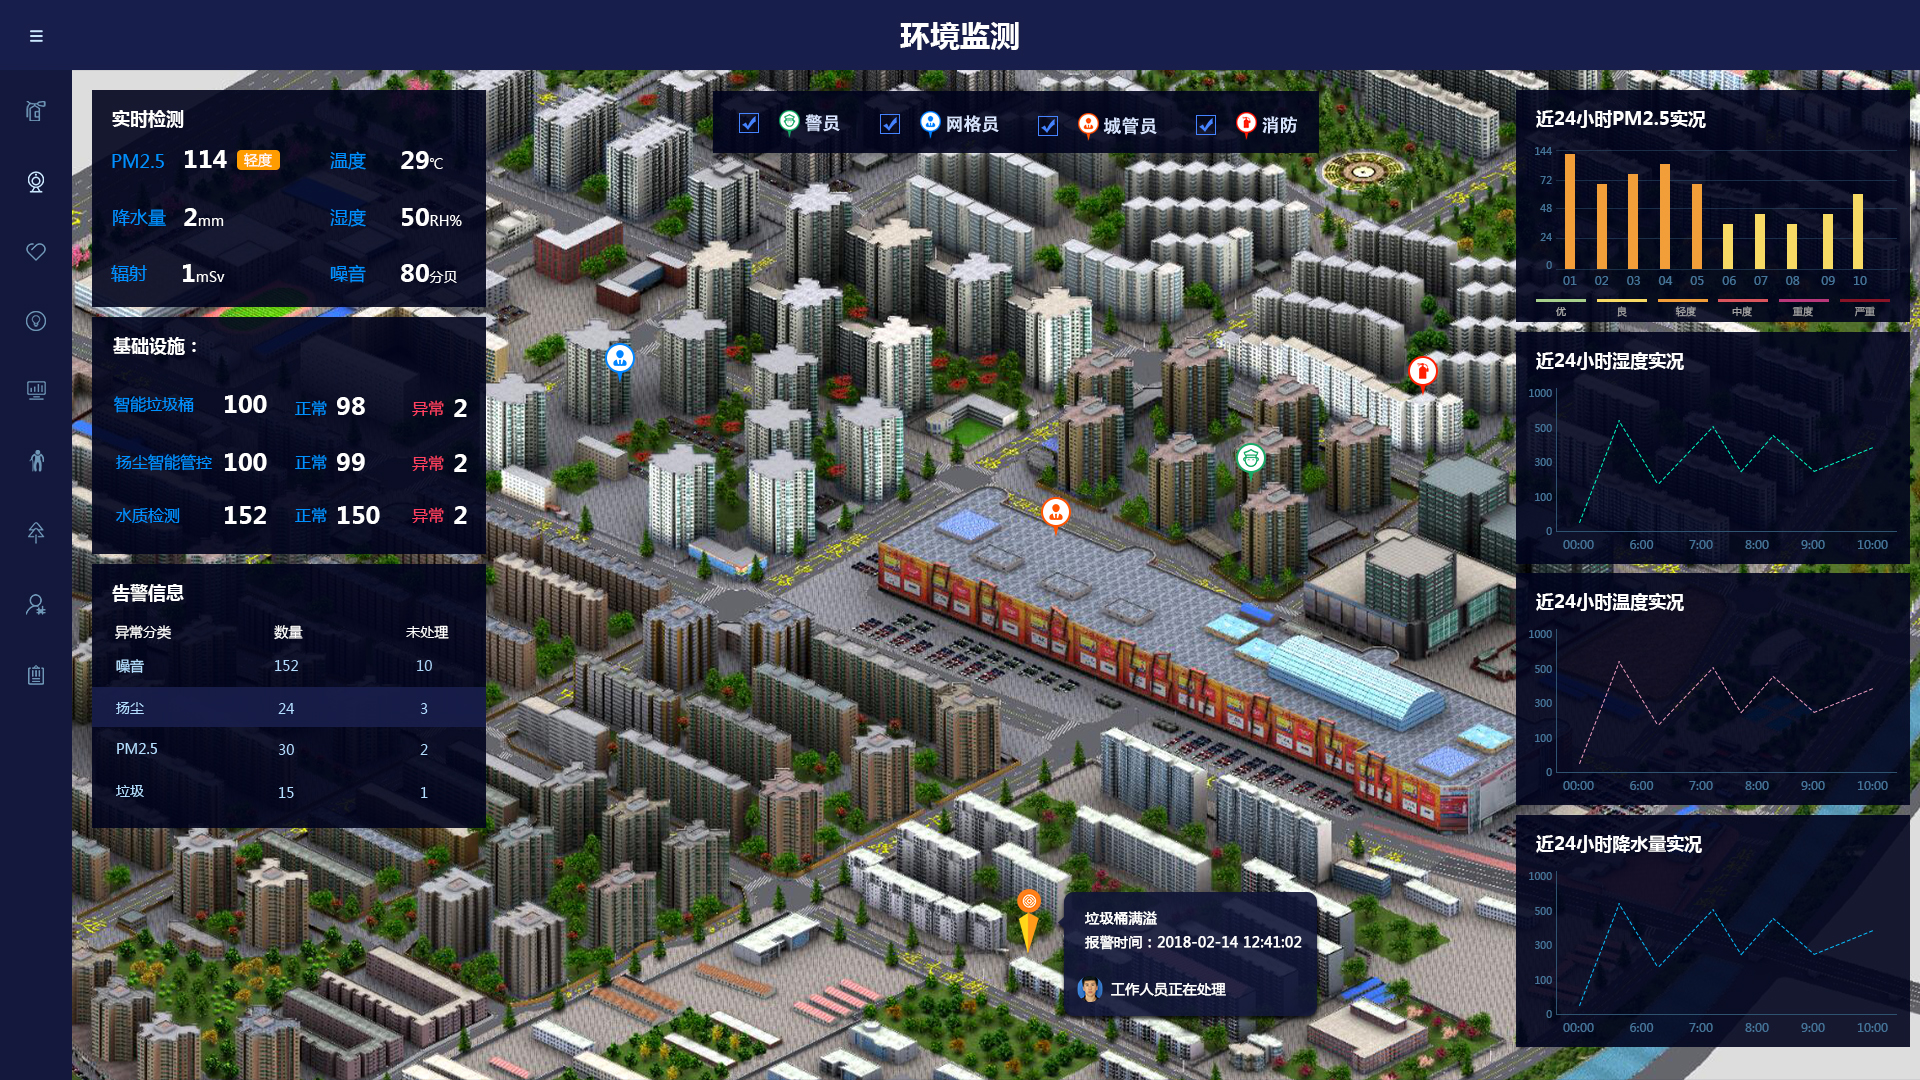 环境监测
实时检测
PM2.5 114 轻度 温度 29℃
降水量 2mm 湿度 50RH%
辐射 1mSv 噪音 80分贝
基础设施：
智能垃圾桶 100 正常 98 异常 2
扬尘智能管控 100 正常 99 异常 2
水质检测 152 正常 150 异常 2
告警信息
异常分类 数量 未处理
噪音 152 10
扬尘 24 3
PM2.5 30 2
垃圾 15 1
警员 网格员 城管员 消防
垃圾桶满溢
报警时间：2018-02-14 12:41:02
工作人员正在处理
近24小时PM2.5实况
144
72
48
24
0
01 02 03 04 05 06 07 08 09 10
优 良 轻度 中度 重度 严重
近24小时湿度实况
1000
500
300
100
0
00:00 6:00 7:00 8:00 9:00 10:00
近24小时温度实况
1000
500
300
100
0
00:00 6:00 7:00 8:00 9:00 10:00
近24小时降水量实况
1000
500
300
100
0
00:00 6:00 7:00 8:00 9:00 10:00